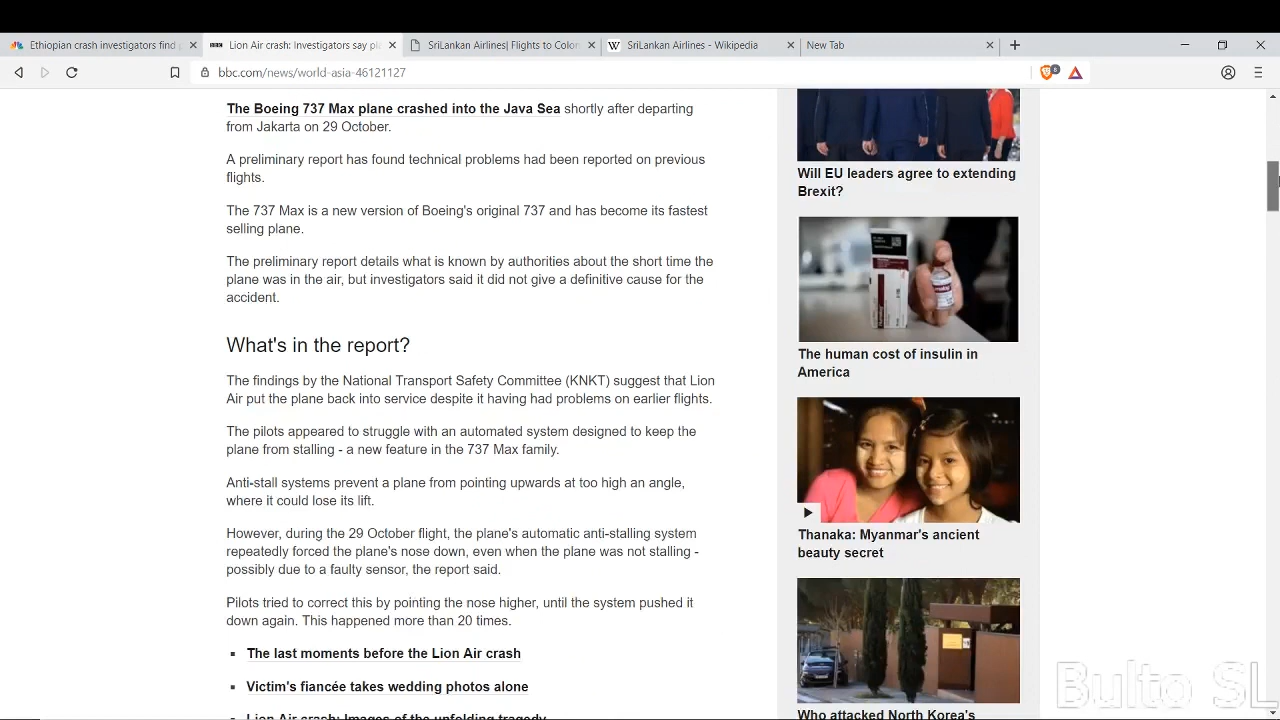 Ethiopian crash investigators find
Lion Air crash: Investigators say pl
SriLankan Airlines| Flights to Colom
SriLankan Airlines - Wikipedia
New Tab
bbc.com/news/world-asia-46121127
The Boeing 737 Max plane crashed into the Java Sea shortly after departing
from Jakarta on 29 October.
A preliminary report has found technical problems had been reported on previous
flights.
The 737 Max is a new version of Boeing's original 737 and has become its fastest
selling plane.
The preliminary report details what is known by authorities about the short time the
plane was in the air, but investigators said it did not give a definitive cause for the
accident.
What's in the report?
The findings by the National Transport Safety Committee (KNKT) suggest that Lion
Air put the plane back into service despite it having had problems on earlier flights.
The pilots appeared to struggle with an automated system designed to keep the
plane from stalling - a new feature in the 737 Max family.
Anti-stall systems prevent a plane from pointing upwards at too high an angle,
where it could lose its lift.
However, during the 29 October flight, the plane's automatic anti-stalling system
repeatedly forced the plane's nose down, even when the plane was not stalling -
possibly due to a faulty sensor, the report said.
Pilots tried to correct this by pointing the nose higher, until the system pushed it
down again. This happened more than 20 times.
The last moments before the Lion Air crash
Victim's fiancée takes wedding photos alone
Lion Air crash: Images of the unfolding tragedy
Will EU leaders agree to extending
Brexit?
The human cost of insulin in
America
Thanaka: Myanmar's ancient
beauty secret
Who attacked North Korea's
Bulto SL